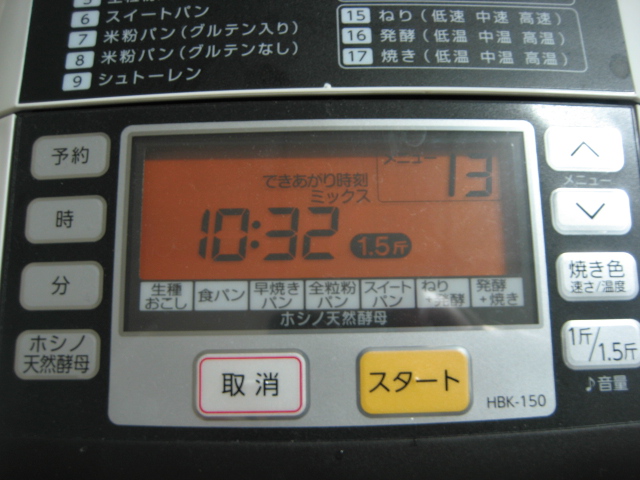 6 スイートパン
7 米粉パン(グルテン入り)
8 米粉パン(グルテンなし)
9 シュトーレン
15 ねり(低速 中速 高速)
16 発酵(低温 中温 高温)
17 焼き(低温 中温 高温)
予約
時
分
ホシノ
天然酵母
メニュー 13
できあがり時刻
ミックス
10:32 1.5斤
生種
おこし
食パン
早焼き
パン
全粒粉
パン
スイート
パン
ねり
+発酵
発酵
+焼き
ホシノ天然酵母
取消
スタート
HBK-150
メニュー
焼き色
速さ/温度
1斤/1.5斤
♪音量